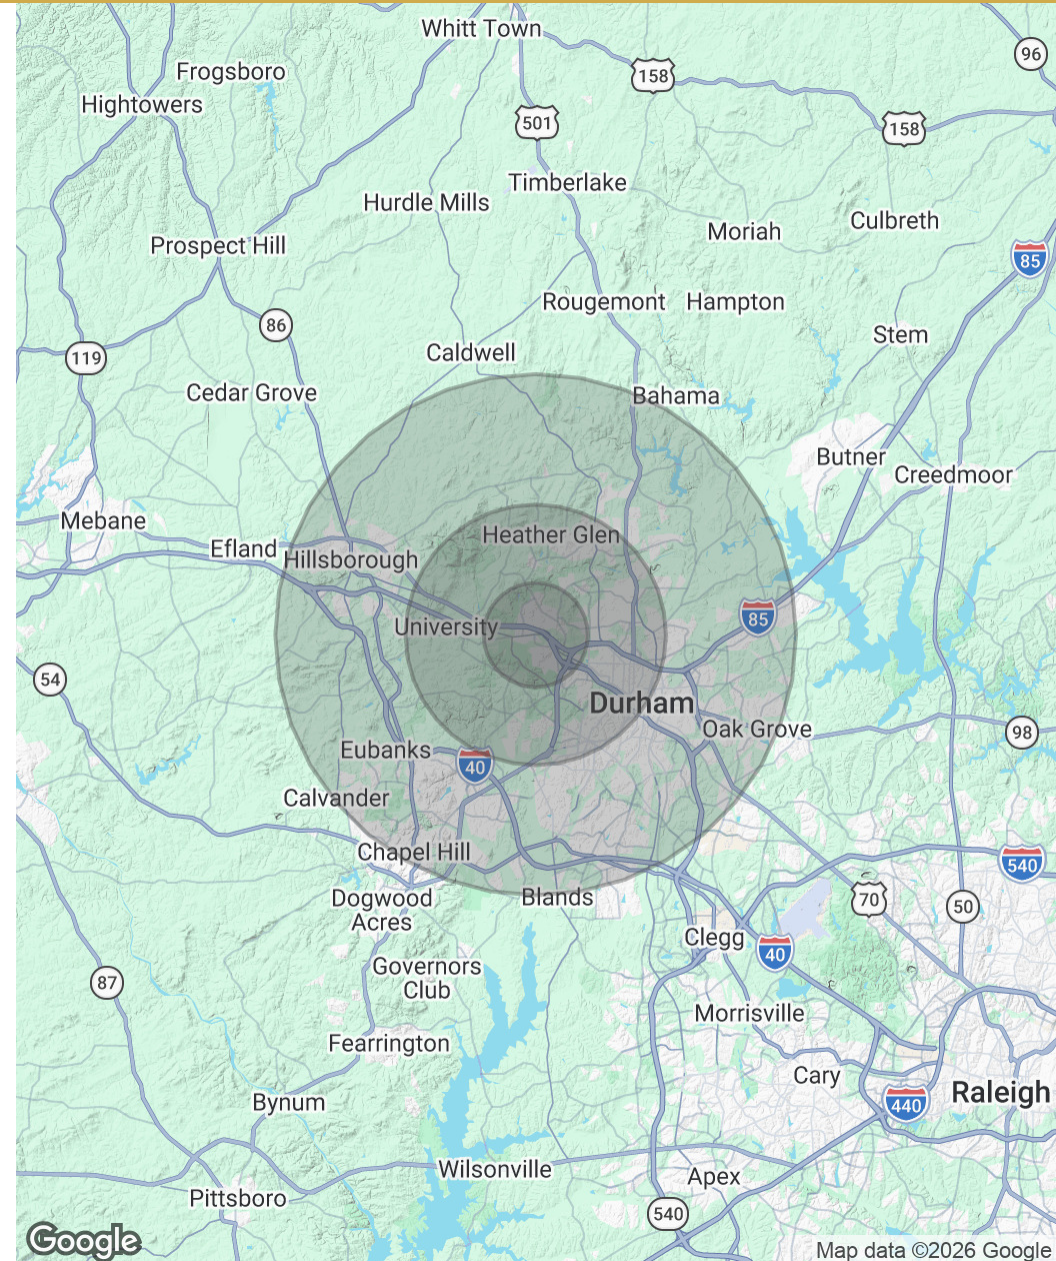 Whitt Town
96
Frogsboro
158
Hightowers
501
158
Timberlake
Hurdle Mills
Culbreth
Moriah
Prospect Hill
85
Rougemont
Hampton
86
Stem
Caldwell
119
Cedar Grove
Bahama
Butner
Creedmoor
Mebane
Heather Glen
Efland
Hillsborough
85
University
54
Durham
Oak Grove
98
Eubanks
40
Calvander
Chapel Hill
540
Dogwood
Acres
Blands
70
50
Clegg
40
Governors
Club
87
Morrisville
Fearrington
Cary
Raleigh
Bynum
440
Wilsonville
Apex
Pittsboro
540
Google
Map data ©2026 Google